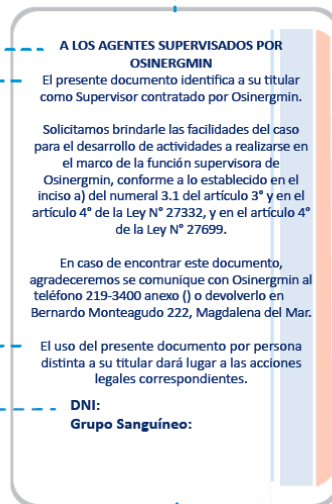 A LOS AGENTES SUPERVISADOS POR
OSINERGMIN
El presente documento identifica a su titular
como Supervisor contratado por Osinergmin.
Solicitamos brindarle las facilidades del caso
para el desarrollo de actividades a realizarse en
el marco de la función supervisora de
Osinergmin, conforme a lo establecido en el
inciso a) del numeral 3.1 del artículo 3° y en el
artículo 4° de la Ley N° 27332, y en el artículo 4°
de la Ley N° 27699.
En caso de encontrar este documento,
agradeceremos se comunique con Osinergmin al
teléfono 219-3400 anexo () o devolverlo en
Bernardo Monteagudo 222, Magdalena del Mar.
El uso del presente documento por persona
distinta a su titular dará lugar a las acciones
legales correspondientes.
DNI:
Grupo Sanguíneo: